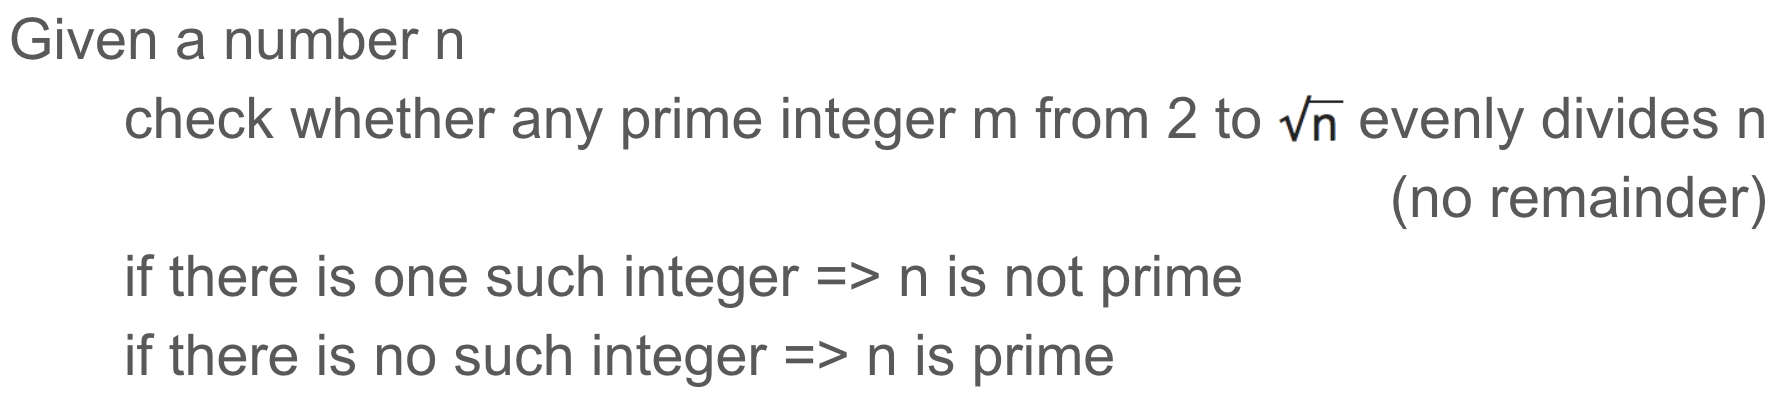 Given a number n
check whether any prime integer m from 2 to √n evenly divides n
(no remainder)
if there is one such integer => n is not prime
if there is no such integer => n is prime